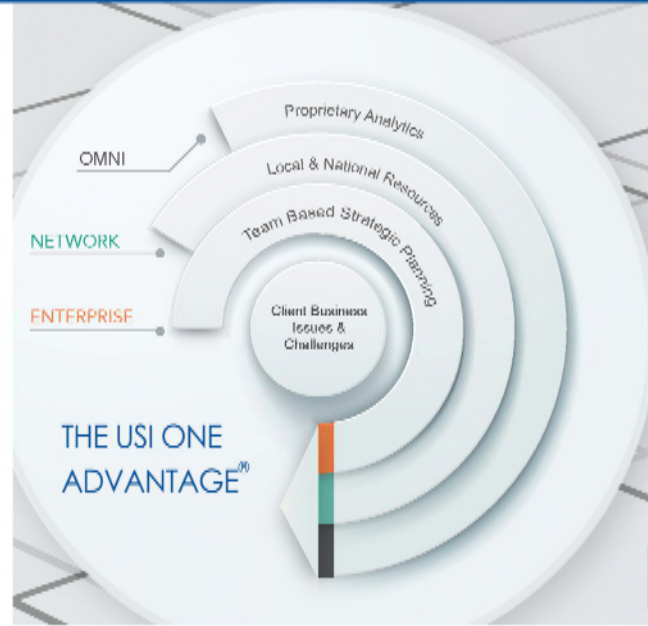 Proprietary Analytics
OMNI
Local & National Resources
Team Based Strategic Planning
NETWORK
ENTERPRISE
Client Business
Issues &
Challenges
THE USI ONE
ADVANTAGE®